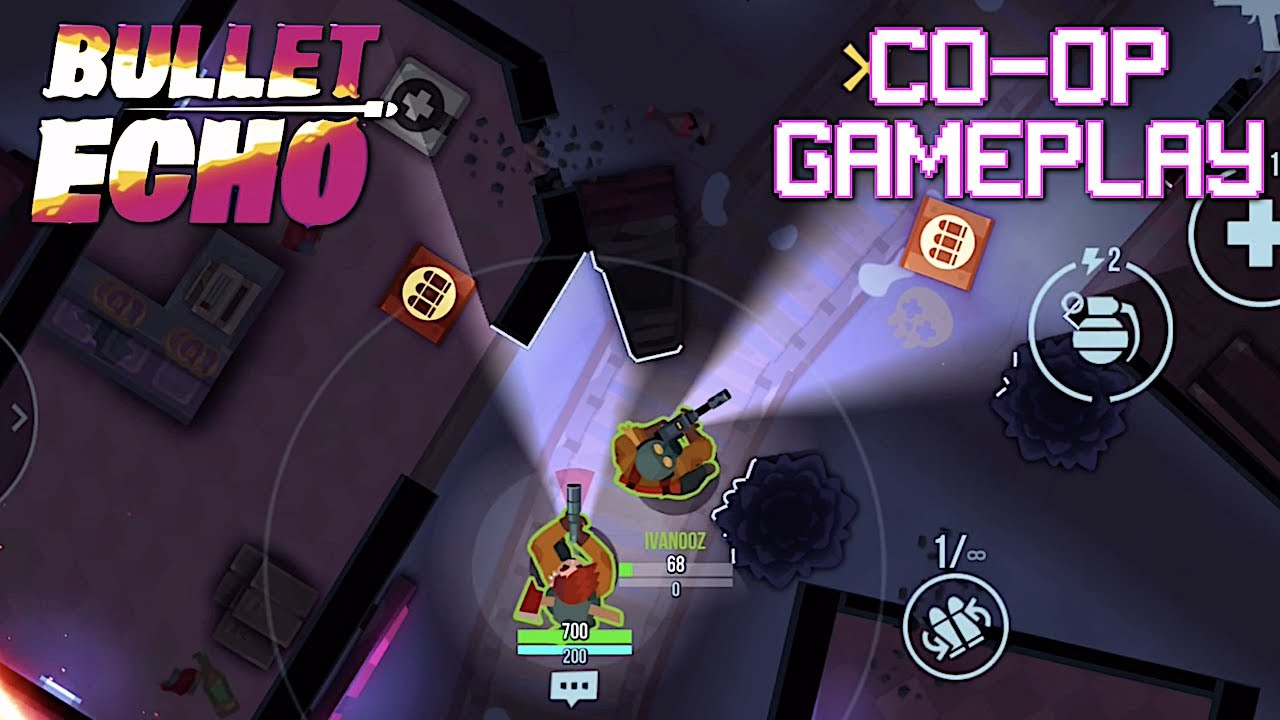 BULLET
ECHO
CO-OP
GAMEPLAY
2
IVANOOZ
68
0
1/∞
700
200